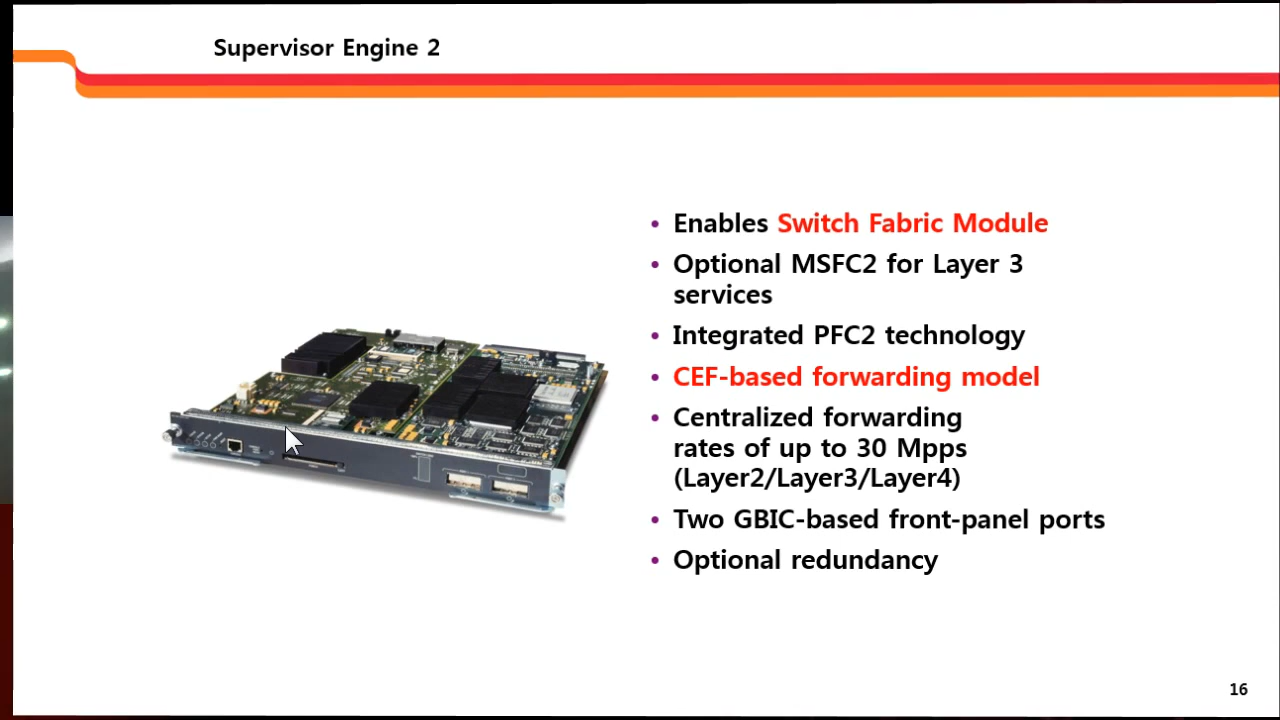 Supervisor Engine 2
• Enables Switch Fabric Module
• Optional MSFC2 for Layer 3
services
• Integrated PFC2 technology
• CEF-based forwarding model
• Centralized forwarding
rates of up to 30 Mpps
(Layer2/Layer3/Layer4)
• Two GBIC-based front-panel ports
• Optional redundancy
16